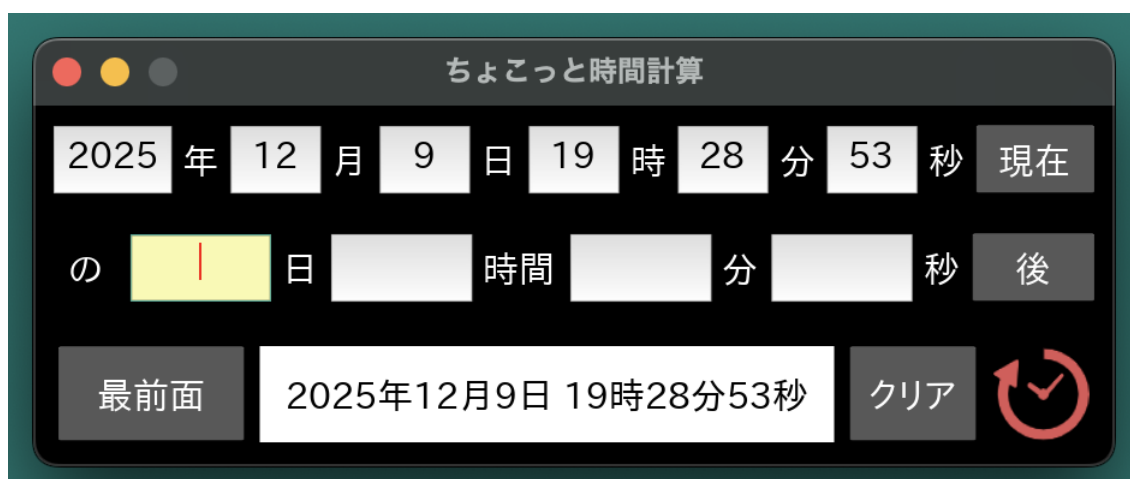 ちょこっと時間計算
2025 年 12 月 9 日 19 時 28 分 53 秒 現在
の 日 時間 分 秒 後
最前面 2025年12月9日 19時28分53秒 クリア